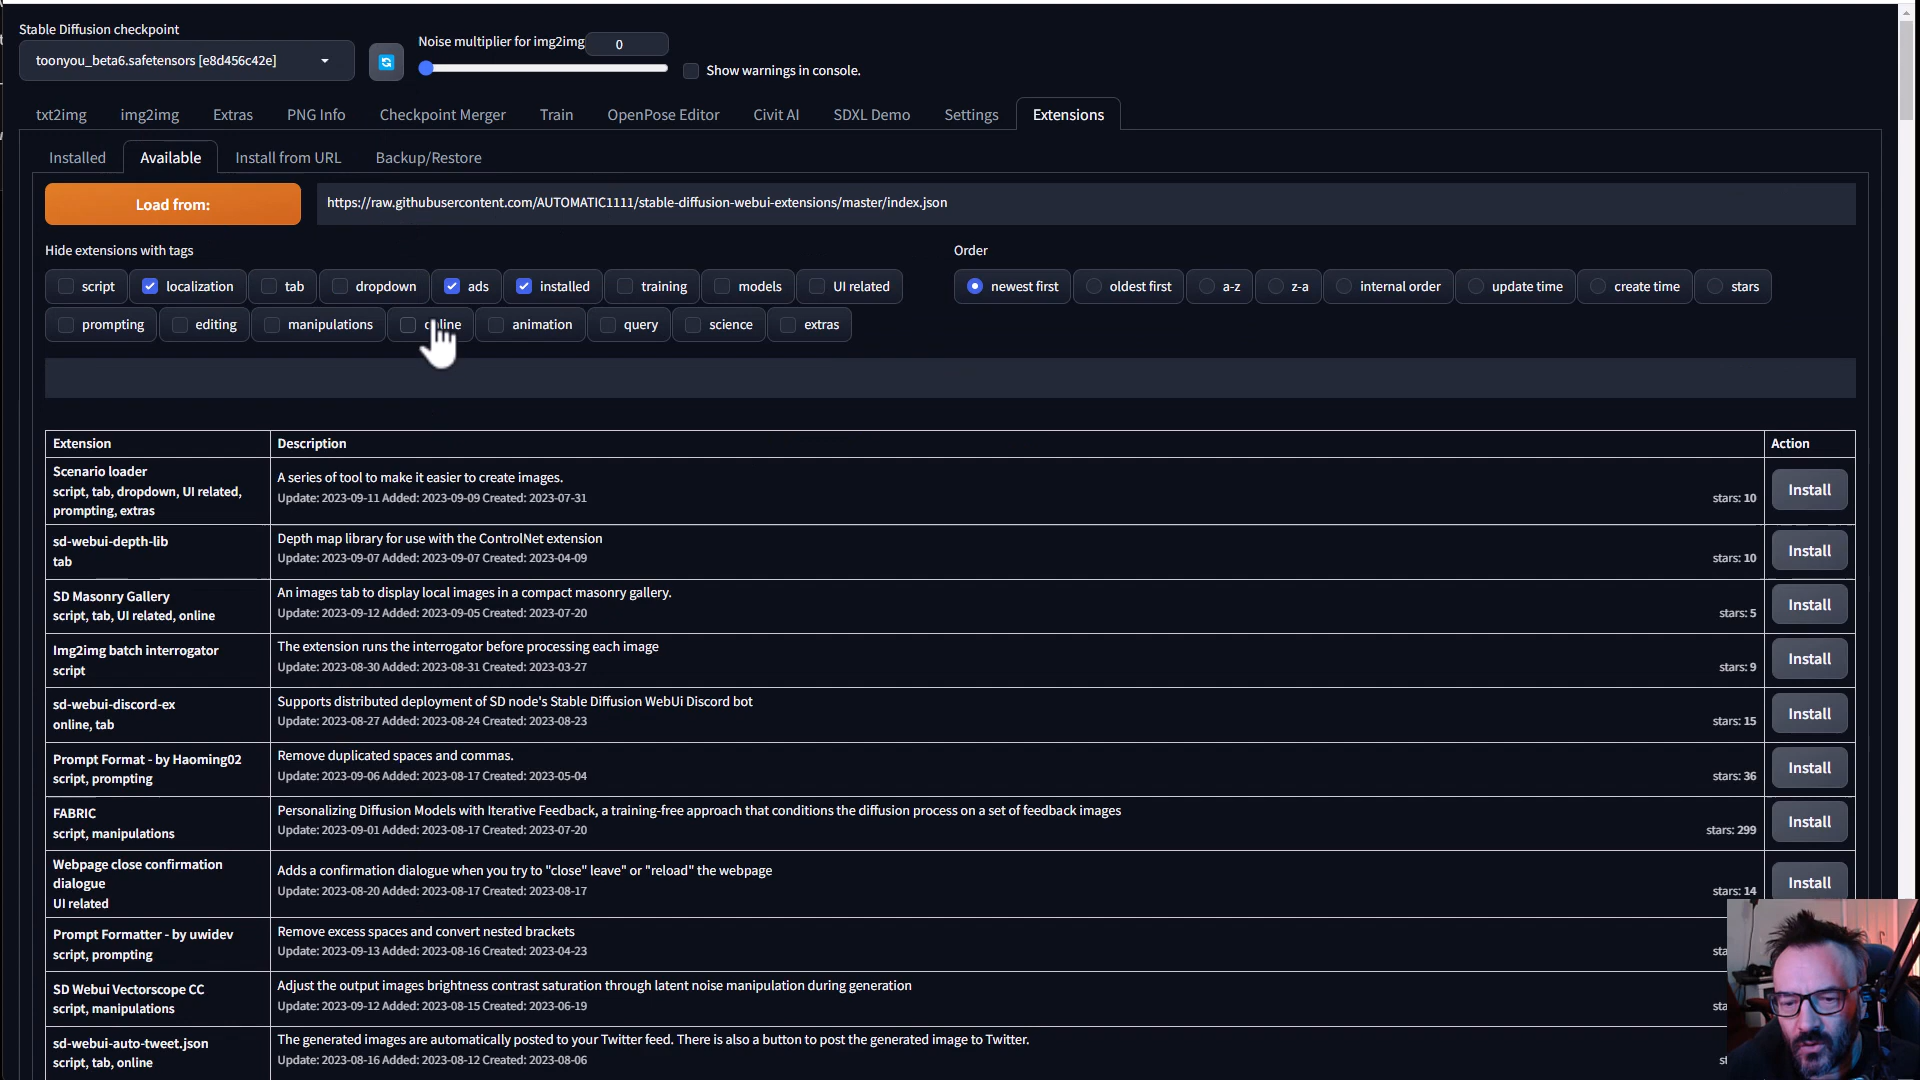 Stable Diffusion checkpoint
toonyou_beta6.safetensors [e8d456c42e]
Noise multiplier for img2img
0
Show warnings in console.
txt2img img2img Extras PNG Info Checkpoint Merger Train OpenPose Editor Civit AI SDXL Demo Settings Extensions
Installed Available Install from URL Backup/Restore
Load from: https://raw.githubusercontent.com/AUTOMATIC1111/stable-diffusion-webui-extensions/master/index.json
Hide extensions with tags
script localization tab dropdown ads installed training models UI related
prompting editing manipulations online animation query science extras
Order
newest first oldest first a-z z-a internal order update time create time stars
Extension Description Action
Scenario loader
script, tab, dropdown, UI related,
prompting, extras
A series of tool to make it easier to create images.
Update: 2023-09-11 Added: 2023-09-09 Created: 2023-07-31
stars: 10
Install
sd-webui-depth-lib
tab
Depth map library for use with the ControlNet extension
Update: 2023-09-07 Added: 2023-09-07 Created: 2023-04-09
stars: 10
Install
SD Masonry Gallery
script, tab, UI related, online
An images tab to display local images in a compact masonry gallery.
Update: 2023-09-12 Added: 2023-09-05 Created: 2023-07-20
stars: 5
Install
Img2img batch interrogator
script
The extension runs the interrogator before processing each image
Update: 2023-08-30 Added: 2023-08-31 Created: 2023-03-27
stars: 9
Install
sd-webui-discord-ex
online, tab
Supports distributed deployment of SD node's Stable Diffusion WebUi Discord bot
Update: 2023-08-27 Added: 2023-08-24 Created: 2023-08-23
stars: 15
Install
Prompt Format - by Haoming02
script, prompting
Remove duplicated spaces and commas.
Update: 2023-09-06 Added: 2023-08-17 Created: 2023-05-04
stars: 36
Install
FABRIC
script, manipulations
Personalizing Diffusion Models with Iterative Feedback, a training-free approach that conditions the diffusion process on a set of feedback images
Update: 2023-09-01 Added: 2023-08-17 Created: 2023-07-20
stars: 299
Install
Webpage close confirmation
dialogue
UI related
Adds a confirmation dialogue when you try to "close" leave" or "reload" the webpage
Update: 2023-08-20 Added: 2023-08-17 Created: 2023-08-17
stars: 14
Install
Prompt Formatter - by uwidev
script, prompting
Remove excess spaces and convert nested brackets
Update: 2023-09-13 Added: 2023-08-16 Created: 2023-04-23
SD Webui Vectorscope CC
script, manipulations
Adjust the output images brightness contrast saturation through latent noise manipulation during generation
Update: 2023-09-12 Added: 2023-08-15 Created: 2023-06-19
sd-webui-auto-tweet.json
script, tab, online
The generated images are automatically posted to your Twitter feed. There is also a button to post the generated image to Twitter.
Update: 2023-08-16 Added: 2023-08-12 Created: 2023-08-06